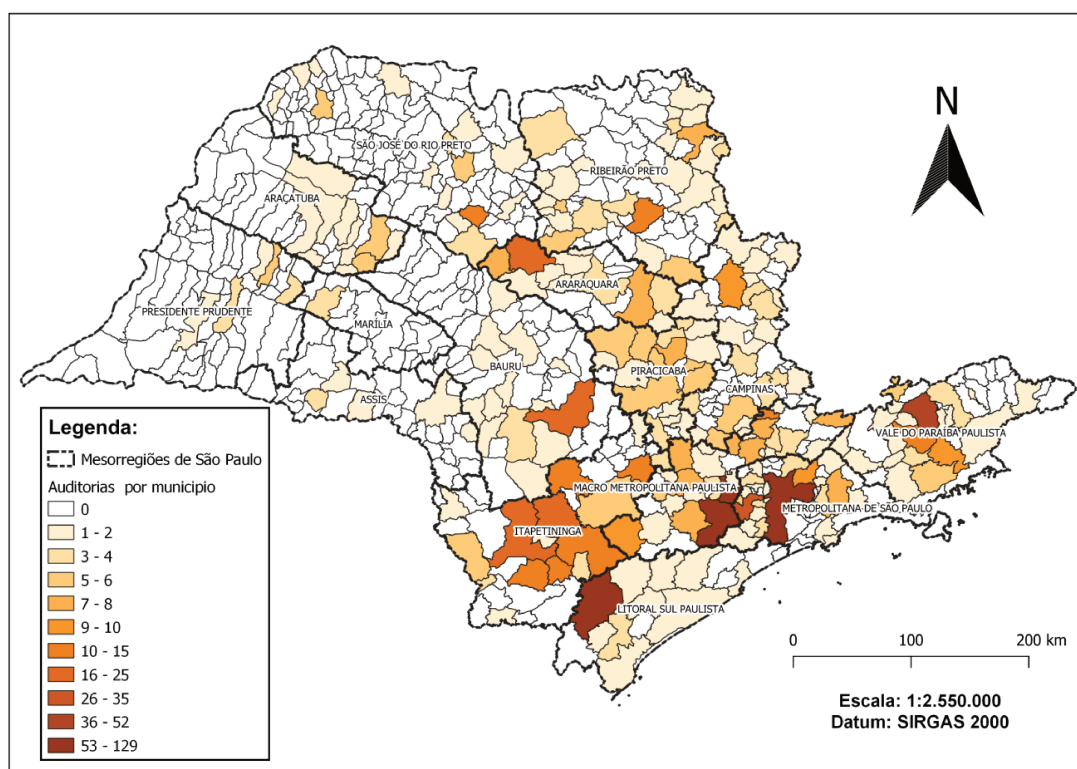 N
SÃO JOSÉ DO RIO PRETO
RIBEIRÃO PRETO
ARAÇATUBA
ARARAQUARA
PRESIDENTE PRUDENTE
MARÍLIA
BAURU
PIRACICABA
CAMPINAS
ASSIS
VALE DO PARAÍBA PAULISTA
MACRO METROPOLITANA PAULISTA
METROPOLITANA DE SÃO PAULO
ITAPETININGA
LITORAL SUL PAULISTA
Legenda:
Mesorregiões de São Paulo
Auditorias por municipio
0
1 - 2
3 - 4
5 - 6
7 - 8
9 - 10
10 - 15
16 - 25
26 - 35
36 - 52
53 - 129
0 100 200 km
Escala: 1:2.550.000
Datum: SIRGAS 2000